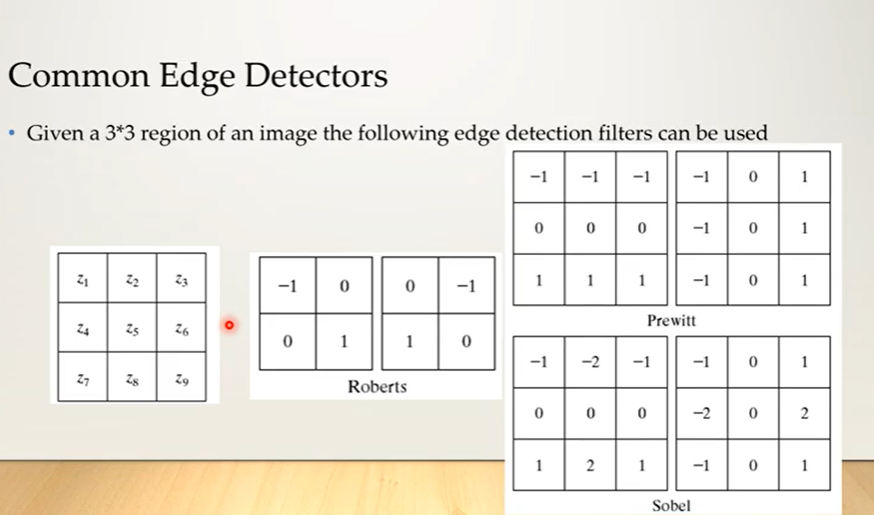 Common Edge Detectors
• Given a 3*3 region of an image the following edge detection filters can be used
z₁ z₂ z₃
z₄ z₅ z₆
z₇ z₈ z₉
−1 0 0 −1
0 1 1 0
Roberts
−1 −1 −1 −1 0 1
0 0 0 −1 0 1
1 1 1 −1 0 1
Prewitt
−1 −2 −1 −1 0 1
0 0 0 −2 0 2
1 2 1 −1 0 1
Sobel